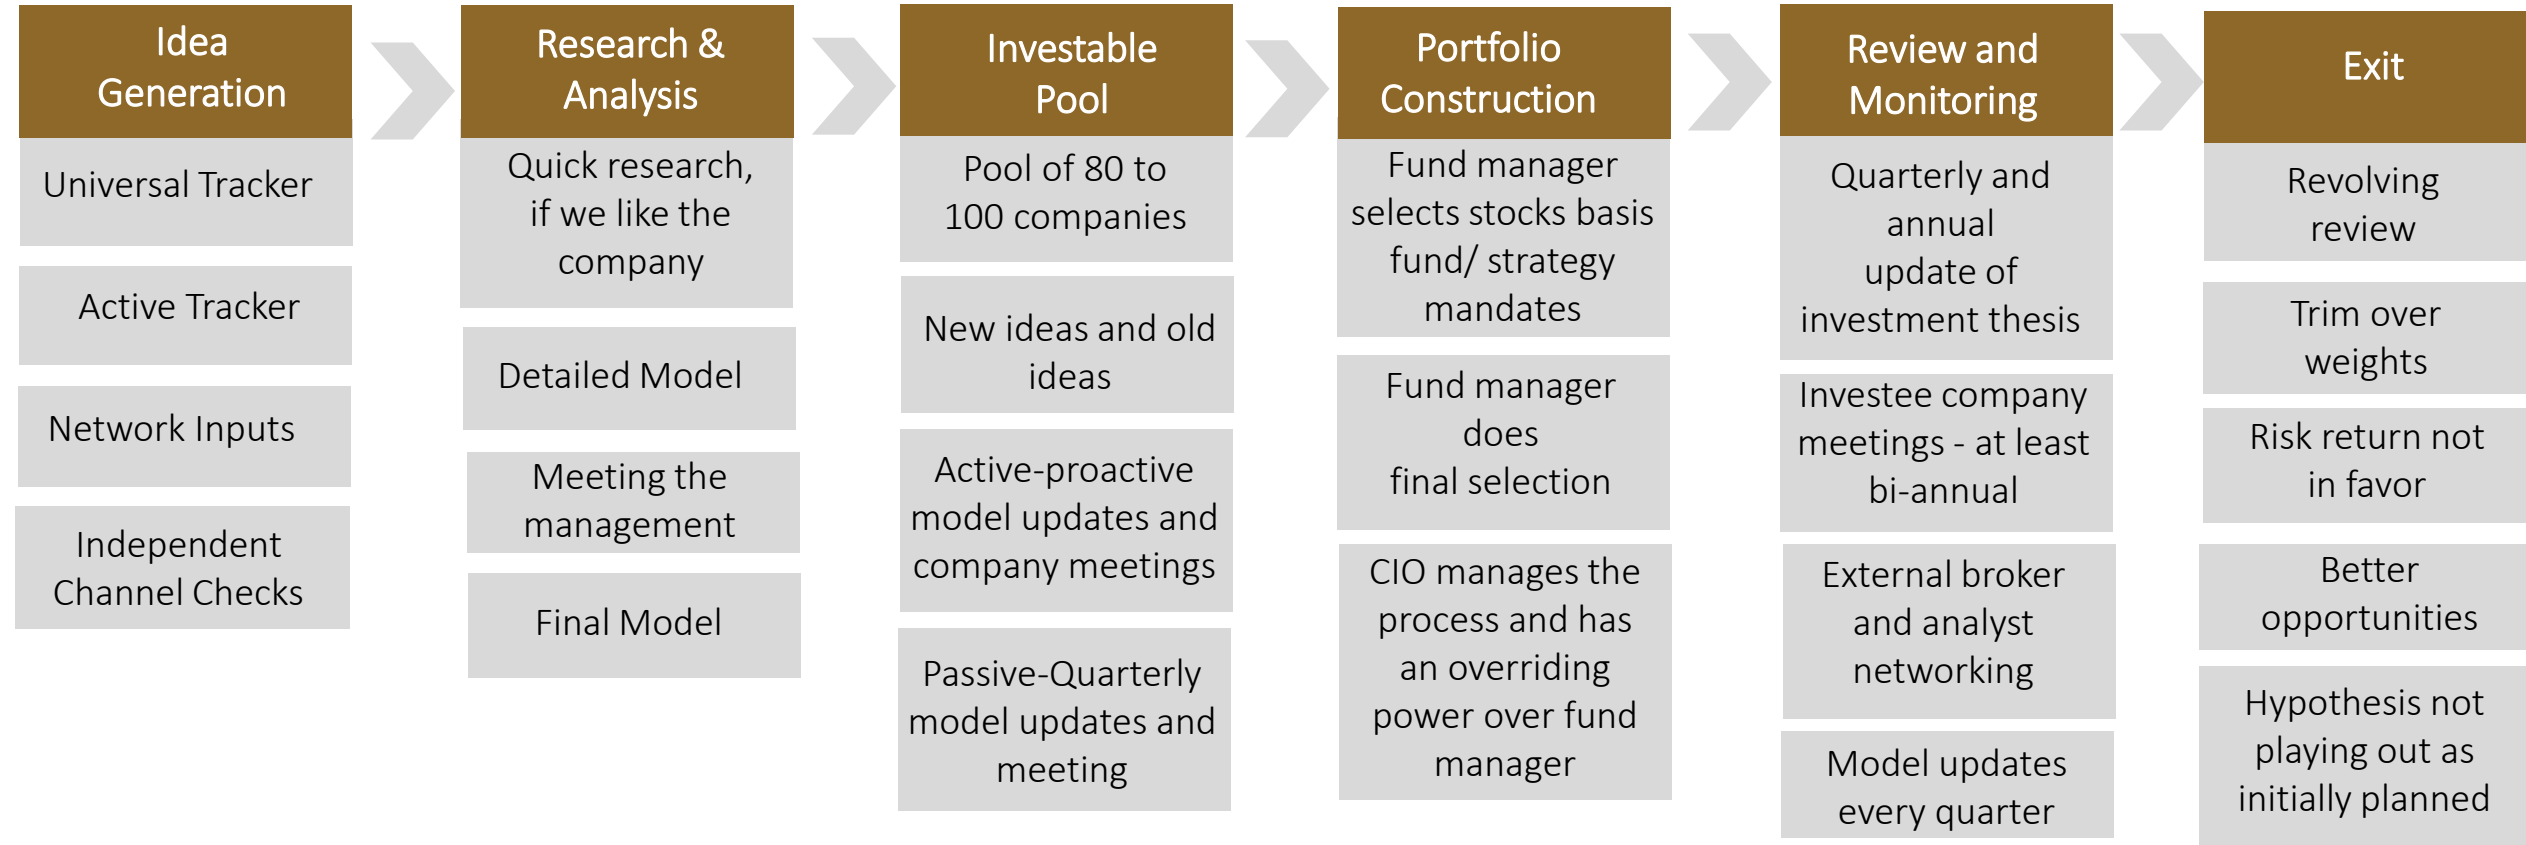 Idea
Generation
Universal Tracker
Active Tracker
Network Inputs
Independent
Channel Checks
Research &
Analysis
Quick research,
if we like the
company
Detailed Model
Meeting the
management
Final Model
Investable
Pool
Pool of 80 to
100 companies
New ideas and old
ideas
Active-proactive
model updates and
company meetings
Passive-Quarterly
model updates and
meeting
Portfolio
Construction
Fund manager
selects stocks basis
fund/ strategy
mandates
Fund manager
does
final selection
CIO manages the
process and has
an overriding
power over fund
manager
Review and
Monitoring
Quarterly and
annual
update of
investment thesis
Investee company
meetings - at least
bi-annual
External broker
and analyst
networking
Model updates
every quarter
Exit
Revolving
review
Trim over
weights
Risk return not
in favor
Better
opportunities
Hypothesis not
playing out as
initially planned